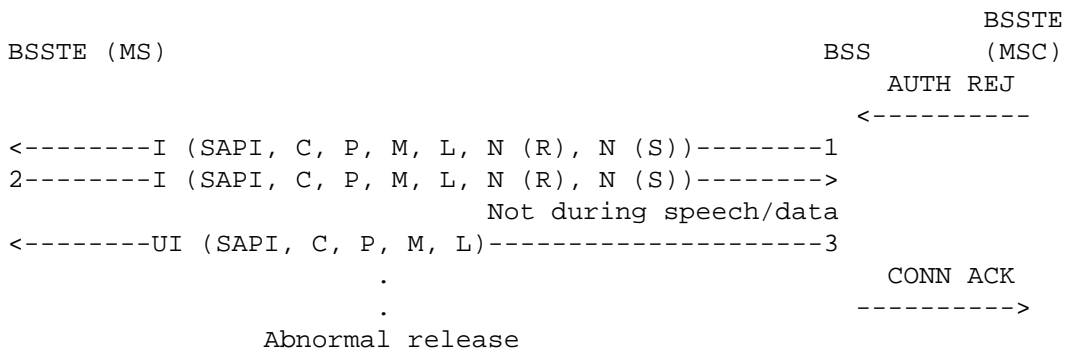 BSSTE
BSSTE (MS) BSS (MSC)
AUTH REJ
<----------
<--------I (SAPI, C, P, M, L, N (R), N (S))--------1
2--------I (SAPI, C, P, M, L, N (R), N (S))-------->
Not during speech/data
<--------UI (SAPI, C, P, M, L)---------------------3
. CONN ACK
. ---------->
Abnormal release